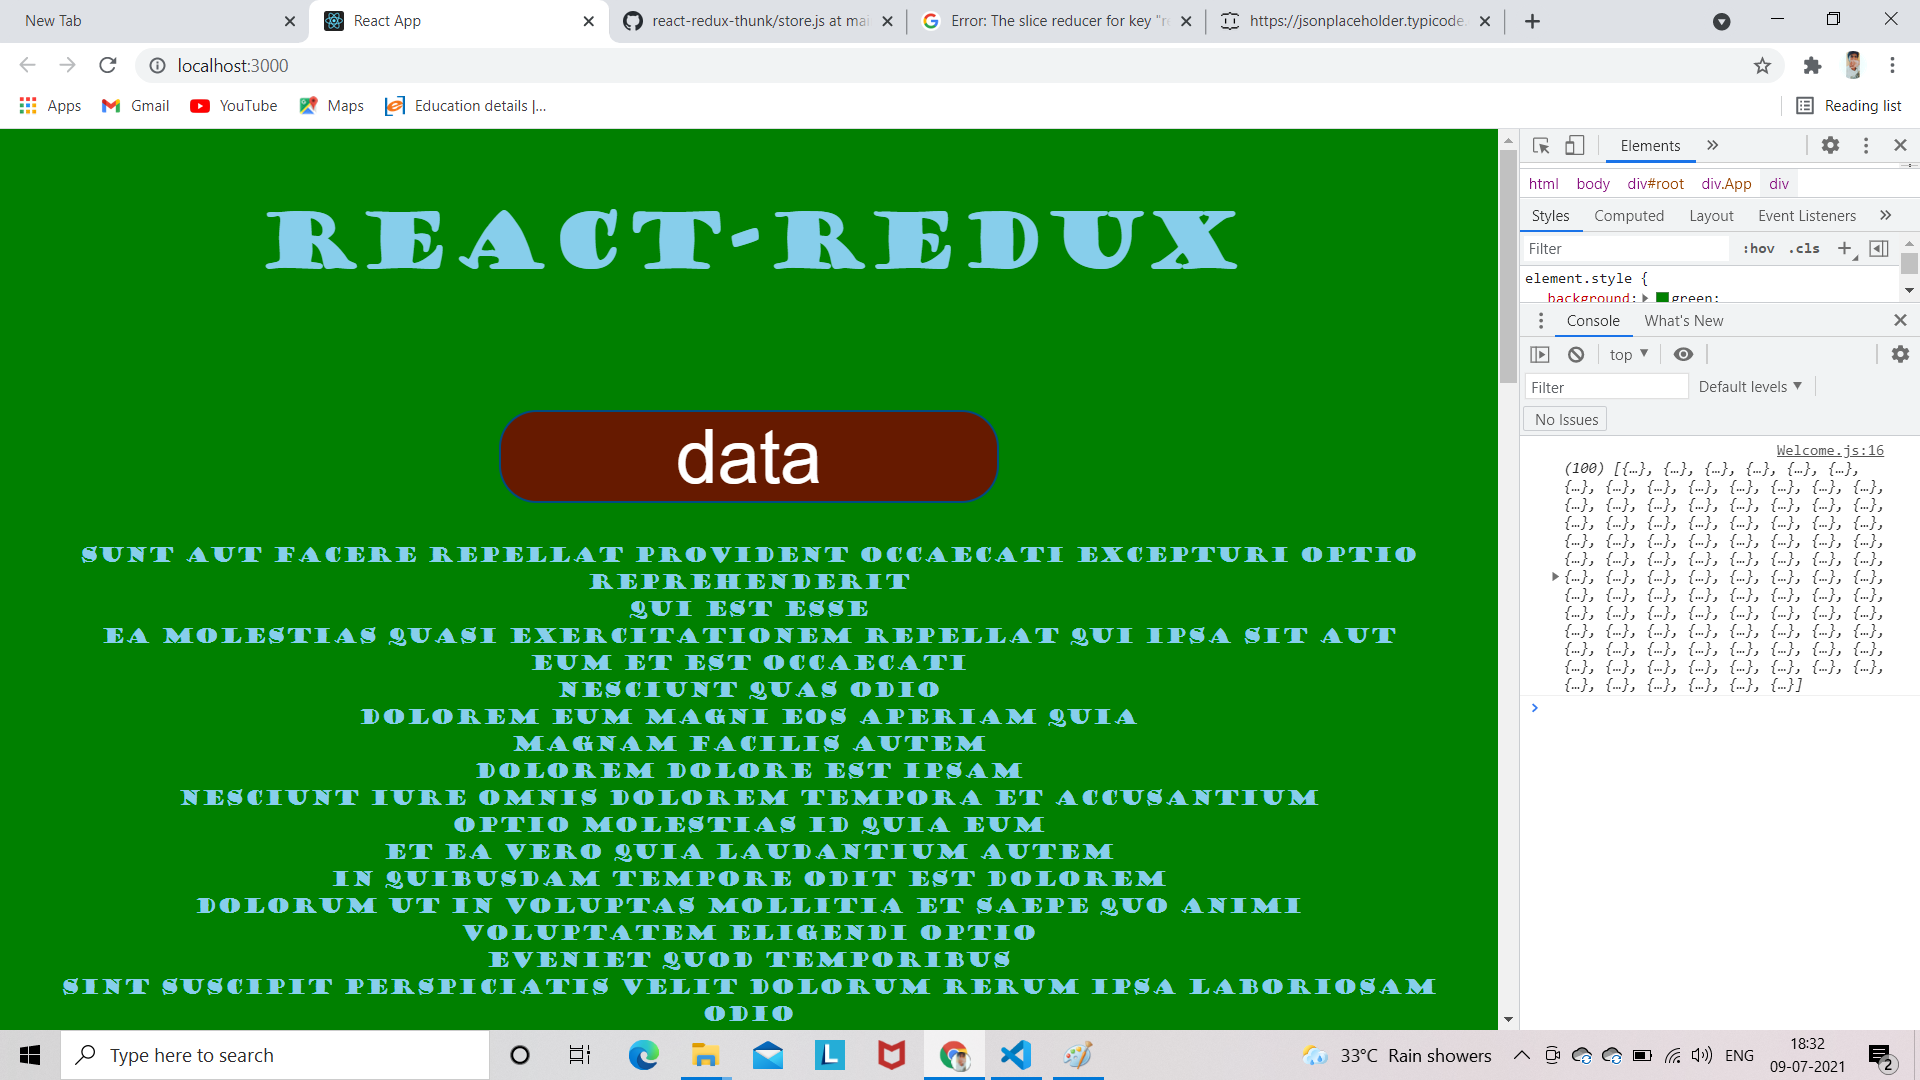 New Tab
React App
react-redux-thunk/store.js at mai
Error: The slice reducer for key "re
https://jsonplaceholder.typicode.
localhost:3000
Apps
Gmail
YouTube
Maps
Education details |...
Reading list
REACT-REDUX
data
SUNT AUT FACERE REPELLAT PROVIDENT OCCAECATI EXCEPTURI OPTIO
REPREHENDERIT
QUI EST ESSE
EA MOLESTIAS QUASI EXERCITATIONEM REPELLAT QUI IPSA SIT AUT
EUM ET EST OCCAECATI
NESCIUNT QUAS ODIO
DOLOREM EUM MAGNI EOS APERIAM QUIA
MAGNAM FACILIS AUTEM
DOLOREM DOLORE EST IPSAM
NESCIUNT IURE OMNIS DOLOREM TEMPORA ET ACCUSANTIUM
OPTIO MOLESTIAS ID QUIA EUM
ET EA VERO QUIA LAUDANTIUM AUTEM
IN QUIBUSDAM TEMPORE ODIT EST DOLOREM
DOLORUM UT IN VOLUPTAS MOLLITIA ET SAEPE QUO ANIMI
VOLUPTATEM ELIGENDI OPTIO
EVENIET QUOD TEMPORIBUS
SINT SUSCIPIT PERSPICIATIS VELIT DOLORUM RERUM IPSA LABORIOSAM
ODIO
Elements
html body div#root div.App div
Styles Computed Layout Event Listeners
Filter :hov .cls
element.style {
background: green;
Console What's New
top
Filter Default levels
No Issues
Welcome.js:16
(100) [{…}, {…}, {…}, {…}, {…}, {…},
{…}, {…}, {…}, {…}, {…}, {…}, {…}, {…},
{…}, {…}, {…}, {…}, {…}, {…}, {…}, {…},
{…}, {…}, {…}, {…}, {…}, {…}, {…}, {…},
{…}, {…}, {…}, {…}, {…}, {…}, {…}, {…},
{…}, {…}, {…}, {…}, {…}, {…}, {…}, {…},
{…}, {…}, {…}, {…}, {…}, {…}, {…}, {…},
{…}, {…}, {…}, {…}, {…}, {…}, {…}, {…},
{…}, {…}, {…}, {…}, {…}, {…}, {…}, {…},
{…}, {…}, {…}, {…}, {…}, {…}, {…}, {…},
{…}, {…}, {…}, {…}, {…}, {…}, {…}, {…},
{…}, {…}, {…}, {…}, {…}, {…}, {…}, {…},
{…}, {…}, {…}, {…}, {…}, {…}]
Type here to search
33°C Rain showers
ENG
18:32
09-07-2021
2